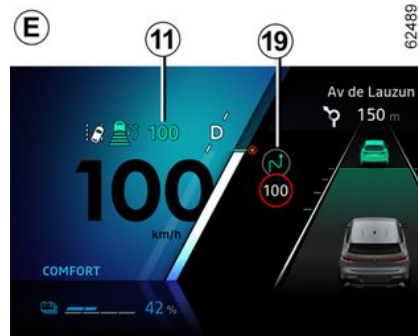 E
11
19
62489
Av de Lauzun
150 m
100
D
100
km/h
100
COMFORT
42 %